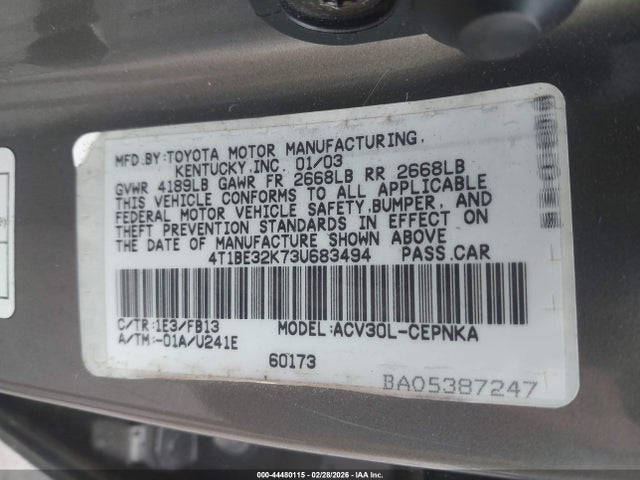 MFD.BY:TOYOTA MOTOR MANUFACTURING,
KENTUCKY,INC. 01/03
GVWR 4189LB GAWR FR 2668LB RR 2668LB
THIS VEHICLE CONFORMS TO ALL APPLICABLE
FEDERAL MOTOR VEHICLE SAFETY,BUMPER, AND
THEFT PREVENTION STANDARDS IN EFFECT ON
THE DATE OF MANUFACTURE SHOWN ABOVE
4T1BE32K73U683494 PASS.CAR
C/TR:1E3/FB13 MODEL:ACV30L-CEPNKA
A/TM:-01A/U241E
60173
BA05387247
000-44480115 - 02/28/2026 - IAA Inc.